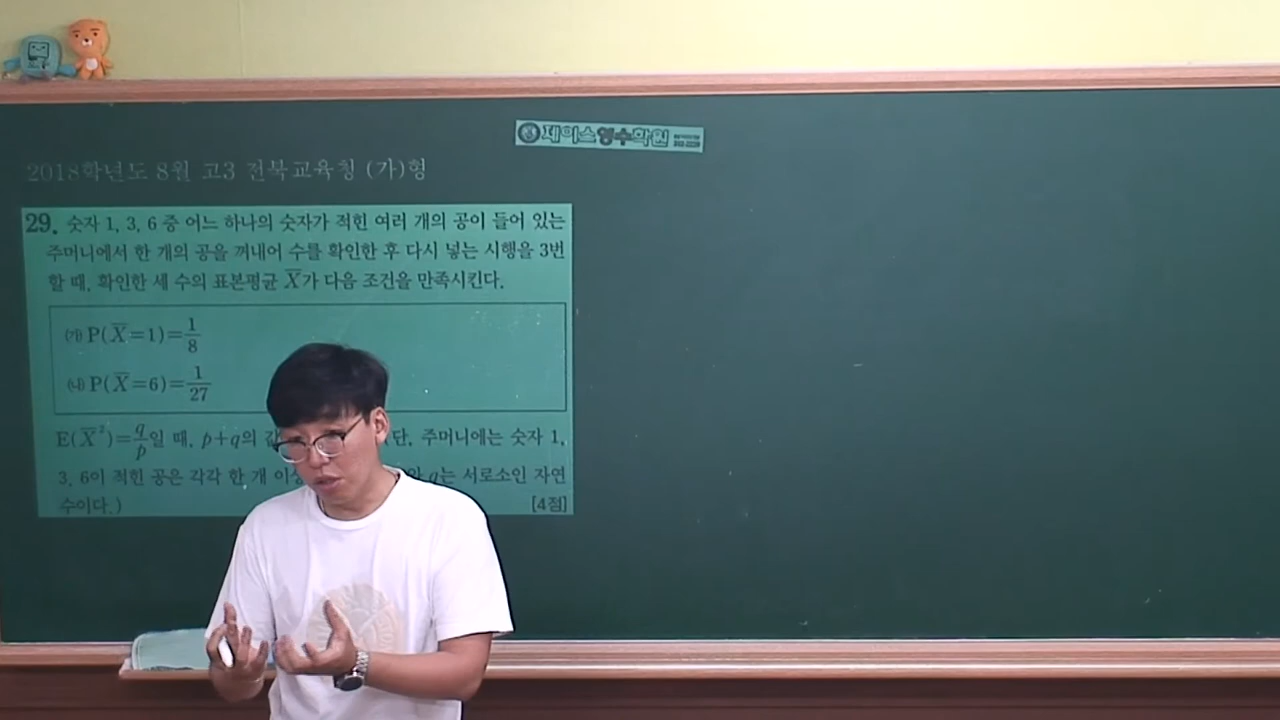 제이스영수학원
2018학년도 8월 고3 전북교육청 (가)형
29. 숫자 1, 3, 6 중 어느 하나의 숫자가 적힌 여러 개의 공이 들어 있는
주머니에서 한 개의 공을 꺼내어 수를 확인한 후 다시 넣는 시행을 3번
할 때, 확인한 세 수의 표본평균 X̄가 다음 조건을 만족시킨다.
(가) P(X̄=1)=1/8
(나) P(X̄=6)=1/27
E(X̄²)=q/p일 때, p+q의 단, 주머니에는 숫자 1,
3, 6이 적힌 공은 각각 한 개 이 q는 서로소인 자연
수이다.) [4점]